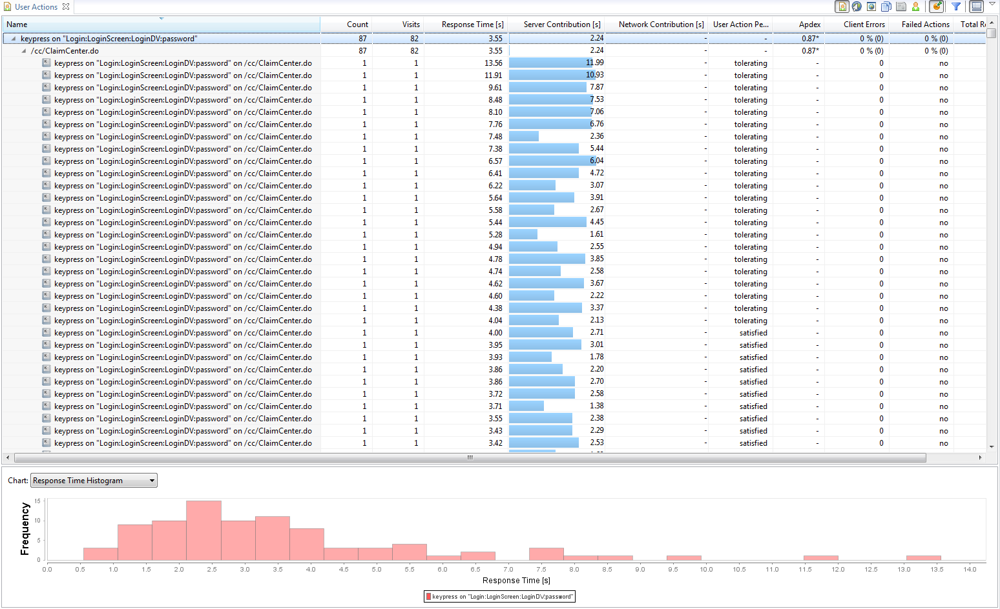 User Actions
Name Count Visits Response Time [s] Server Contribution [s] Network Contribution [s] User Action Pe... Apdex Client Errors Failed Actions Total R
keypress on "Login:LoginScreen:LoginDV:password" 87 82 3.55 2.24 - - 0.87* 0 % (0) 0 % (0)
/cc/ClaimCenter.do 87 82 3.55 2.24 - - 0.87* 0 % (0) 0 % (0)
keypress on "Login:LoginScreen:LoginDV:password" on /cc/ClaimCenter.do 1 1 13.56 11.99 - tolerating - 0 no
keypress on "Login:LoginScreen:LoginDV:password" on /cc/ClaimCenter.do 1 1 11.91 10.93 - tolerating - 0 no
keypress on "Login:LoginScreen:LoginDV:password" on /cc/ClaimCenter.do 1 1 9.61 7.87 - tolerating - 0 no
keypress on "Login:LoginScreen:LoginDV:password" on /cc/ClaimCenter.do 1 1 8.48 7.53 - tolerating - 0 no
keypress on "Login:LoginScreen:LoginDV:password" on /cc/ClaimCenter.do 1 1 8.10 7.06 - tolerating - 0 no
keypress on "Login:LoginScreen:LoginDV:password" on /cc/ClaimCenter.do 1 1 7.76 6.76 - tolerating - 0 no
keypress on "Login:LoginScreen:LoginDV:password" on /cc/ClaimCenter.do 1 1 7.48 2.36 - tolerating - 0 no
keypress on "Login:LoginScreen:LoginDV:password" on /cc/ClaimCenter.do 1 1 7.38 5.44 - tolerating - 0 no
keypress on "Login:LoginScreen:LoginDV:password" on /cc/ClaimCenter.do 1 1 6.57 6.04 - tolerating - 0 no
keypress on "Login:LoginScreen:LoginDV:password" on /cc/ClaimCenter.do 1 1 6.41 4.72 - tolerating - 0 no
keypress on "Login:LoginScreen:LoginDV:password" on /cc/ClaimCenter.do 1 1 6.22 3.07 - tolerating - 0 no
keypress on "Login:LoginScreen:LoginDV:password" on /cc/ClaimCenter.do 1 1 5.64 3.91 - tolerating - 0 no
keypress on "Login:LoginScreen:LoginDV:password" on /cc/ClaimCenter.do 1 1 5.58 2.67 - tolerating - 0 no
keypress on "Login:LoginScreen:LoginDV:password" on /cc/ClaimCenter.do 1 1 5.44 4.45 - tolerating - 0 no
keypress on "Login:LoginScreen:LoginDV:password" on /cc/ClaimCenter.do 1 1 5.28 1.61 - tolerating - 0 no
keypress on "Login:LoginScreen:LoginDV:password" on /cc/ClaimCenter.do 1 1 4.94 2.55 - tolerating - 0 no
keypress on "Login:LoginScreen:LoginDV:password" on /cc/ClaimCenter.do 1 1 4.78 3.85 - tolerating - 0 no
keypress on "Login:LoginScreen:LoginDV:password" on /cc/ClaimCenter.do 1 1 4.74 2.58 - tolerating - 0 no
keypress on "Login:LoginScreen:LoginDV:password" on /cc/ClaimCenter.do 1 1 4.62 3.67 - tolerating - 0 no
keypress on "Login:LoginScreen:LoginDV:password" on /cc/ClaimCenter.do 1 1 4.60 2.22 - tolerating - 0 no
keypress on "Login:LoginScreen:LoginDV:password" on /cc/ClaimCenter.do 1 1 4.38 3.37 - tolerating - 0 no
keypress on "Login:LoginScreen:LoginDV:password" on /cc/ClaimCenter.do 1 1 4.04 2.13 - tolerating - 0 no
keypress on "Login:LoginScreen:LoginDV:password" on /cc/ClaimCenter.do 1 1 4.00 2.71 - satisfied - 0 no
keypress on "Login:LoginScreen:LoginDV:password" on /cc/ClaimCenter.do 1 1 3.95 3.01 - satisfied - 0 no
keypress on "Login:LoginScreen:LoginDV:password" on /cc/ClaimCenter.do 1 1 3.93 1.78 - satisfied - 0 no
keypress on "Login:LoginScreen:LoginDV:password" on /cc/ClaimCenter.do 1 1 3.86 2.20 - satisfied - 0 no
keypress on "Login:LoginScreen:LoginDV:password" on /cc/ClaimCenter.do 1 1 3.86 2.70 - satisfied - 0 no
keypress on "Login:LoginScreen:LoginDV:password" on /cc/ClaimCenter.do 1 1 3.72 2.58 - satisfied - 0 no
keypress on "Login:LoginScreen:LoginDV:password" on /cc/ClaimCenter.do 1 1 3.71 1.38 - satisfied - 0 no
keypress on "Login:LoginScreen:LoginDV:password" on /cc/ClaimCenter.do 1 1 3.55 2.38 - satisfied - 0 no
keypress on "Login:LoginScreen:LoginDV:password" on /cc/ClaimCenter.do 1 1 3.43 2.29 - satisfied - 0 no
keypress on "Login:LoginScreen:LoginDV:password" on /cc/ClaimCenter.do 1 1 3.42 2.53 - satisfied - 0 no
Chart: Response Time Histogram
Frequency
15
10
5
0
0.0 0.5 1.0 1.5 2.0 2.5 3.0 3.5 4.0 4.5 5.0 5.5 6.0 6.5 7.0 7.5 8.0 8.5 9.0 9.5 10.0 10.5 11.0 11.5 12.0 12.5 13.0 13.5 14.0
Response Time [s]
keypress on "Login:LoginScreen:LoginDV:password"